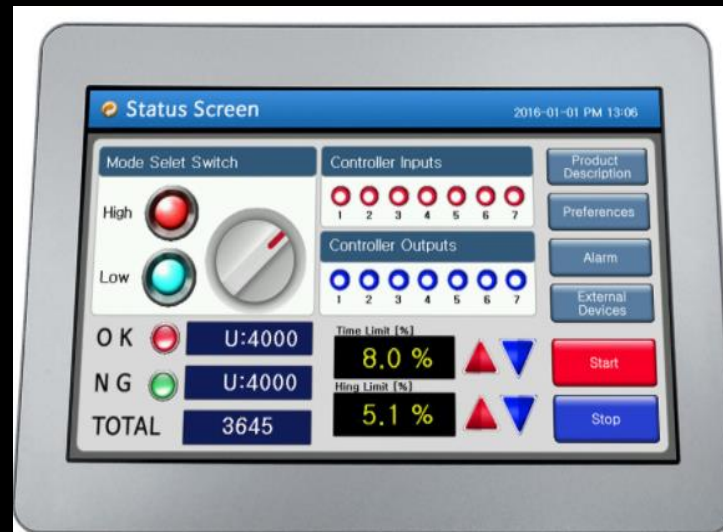 Status Screen
2016-01-01 PM 13:06
Mode Selet Switch
High
Low
Controller Inputs
1 2 3 4 5 6 7
Controller Outputs
1 2 3 4 5 6 7
Product
Description
Preferences
Alarm
External
Devices
OK U:4000
NG U:4000
TOTAL 3645
Time Limit [%]
8.0 %
Hing Limit [%]
5.1 %
Start
Stop